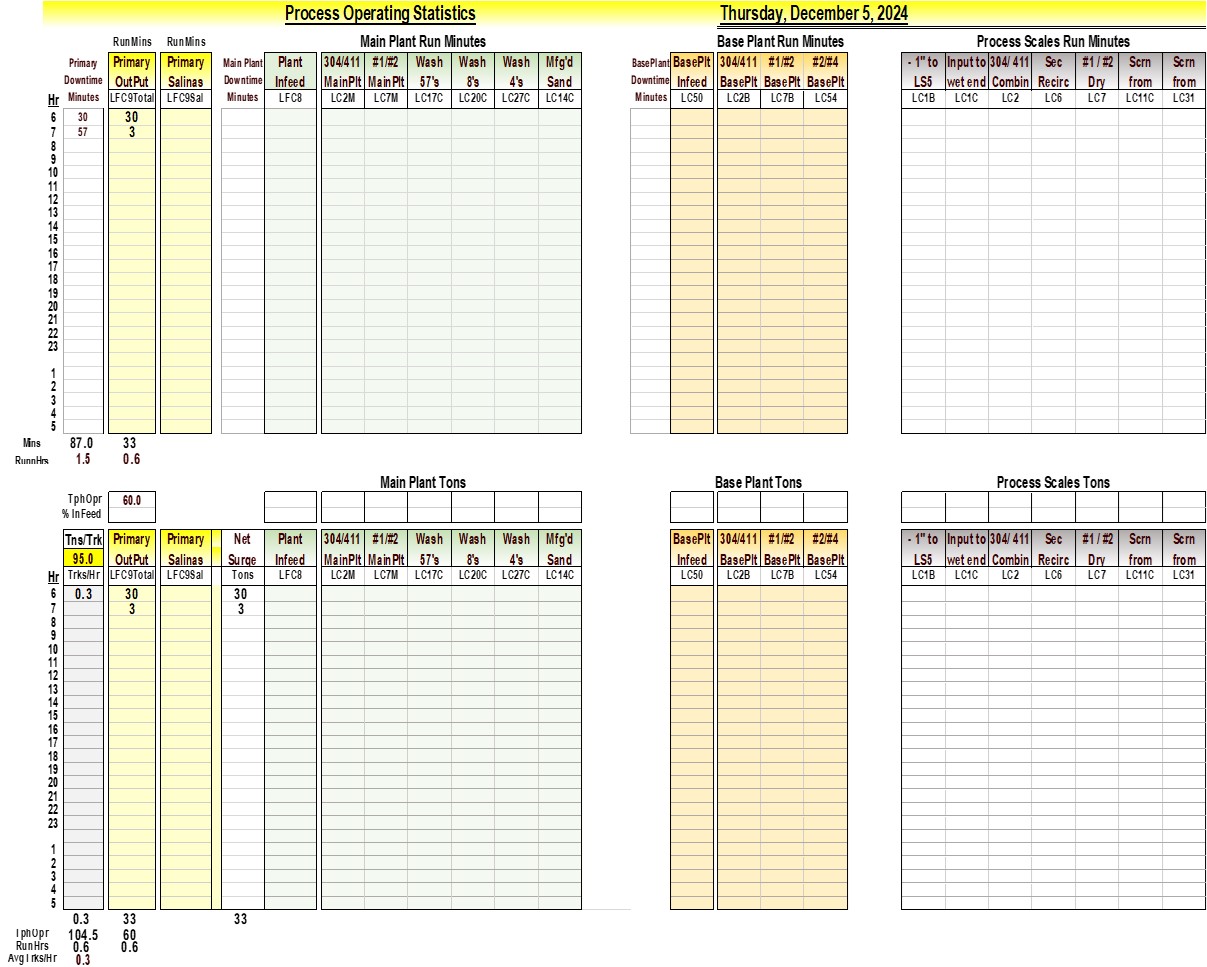 Process Operating Statistics Thursday, December 5, 2024
RunMins RunMins Main Plant Run Minutes Base Plant Run Minutes Process Scales Run Minutes
Primary Primary Primary Main Plant Plant 304/411 #1/#2 Wash Wash Wash Mfg'd BasePlant BasePlt 304/411 #1/#2 #2/#4 - 1" to Input to 304/ 411 Sec #1 / #2 Scrn Scrn
Downtime OutPut Salinas Downtime Infeed MainPlt MainPlt 57's 8's 4's Sand Downtime Infeed BasePlt BasePlt BasePlt LS5 wet end Combin Recirc Dry from from
Hr Minutes LFC9Total LFC9Sal Minutes LFC8 LC2M LC7M LC17C LC20C LC27C LC14C Minutes LC50 LC2B LC7B LC54 LC1B LC1C LC2 LC6 LC7 LC11C LC31
6 30 30
7 57 3
8
9
10
11
12
13
14
15
16
17
18
19
20
21
22
23
1
2
3
4
5
Mins 87.0 33
RunnHrs 1.5 0.6
Main Plant Tons Base Plant Tons Process Scales Tons
TphOpr 60.0
% InFeed
Tns/Trk Primary Primary Net Plant 304/411 #1/#2 Wash Wash Wash Mfg'd BasePlt 304/411 #1/#2 #2/#4 - 1" to Input to 304/ 411 Sec #1 / #2 Scrn Scrn
95.0 OutPut Salinas Surge Infeed MainPlt MainPlt 57's 8's 4's Sand Infeed BasePlt BasePlt BasePlt LS5 wet end Combin Recirc Dry from from
Hr Trks/Hr LFC9Total LFC9Sal Tons LFC8 LC2M LC7M LC17C LC20C LC27C LC14C LC50 LC2B LC7B LC54 LC1B LC1C LC2 LC6 LC7 LC11C LC31
6 0.3 30 30
7 3 3
8
9
10
11
12
13
14
15
16
17
18
19
20
21
22
23
1
2
3
4
5
0.3 33 33
TphOpr 104.5 60
RunHrs 0.6 0.6
AvgTrks/Hr 0.3